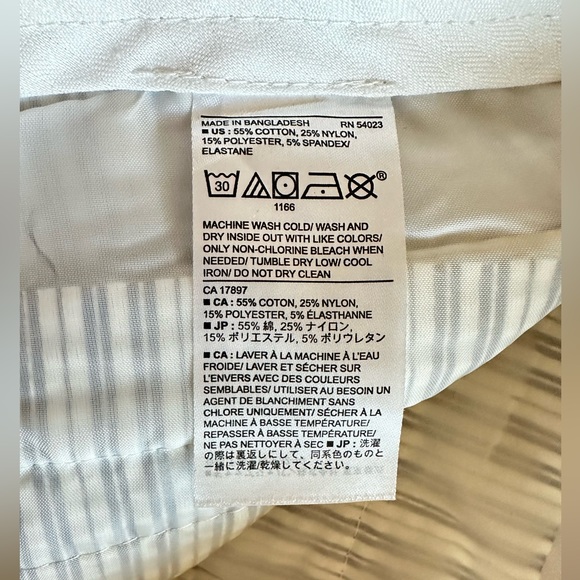 MADE IN BANGLADESH RN 54023
■ US : 55% COTTON, 25% NYLON,
15% POLYESTER, 5% SPANDEX/
ELASTANE
30 ®
1166
MACHINE WASH COLD/ WASH AND
DRY INSIDE OUT WITH LIKE COLORS/
ONLY NON-CHLORINE BLEACH WHEN
NEEDED/ TUMBLE DRY LOW/ COOL
IRON/ DO NOT DRY CLEAN
CA 17897
■ CA : 55% COTON, 25% NYLON,
15% POLYESTER, 5% ÉLASTHANNE
■ JP : 55% 綿, 25% ナイロン,
15% ポリエステル, 5% ポリウレタン
■ CA : LAVER À LA MACHINE À L'EAU
FROIDE/ LAVER ET SÉCHER SUR
L'ENVERS AVEC DES COULEURS
SEMBLABLES/ UTILISER AU BESOIN UN
AGENT DE BLANCHIMENT SANS
CHLORE UNIQUEMENT/ SÉCHER À LA
MACHINE À BASSE TEMPÉRATURE/
REPASSER À BASSE TEMPÉRATURE/
NE PAS NETTOYER À SEC ■ JP : 洗濯
の際は裏返しにして、同系色のものと
一緒に洗濯/乾燥してください。